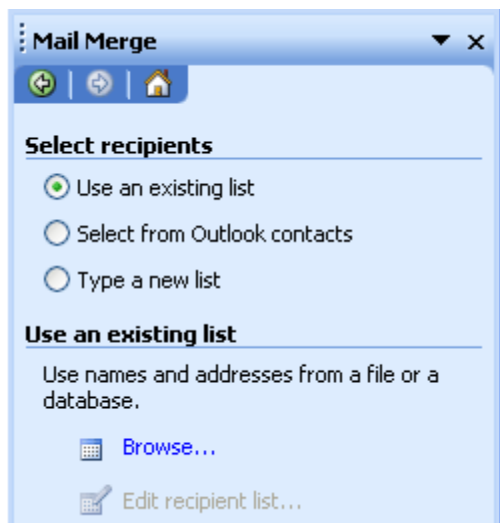 Mail Merge
Select recipients
Use an existing list
Select from Outlook contacts
Type a new list
Use an existing list
Use names and addresses from a file or a
database.
Browse...
Edit recipient list...